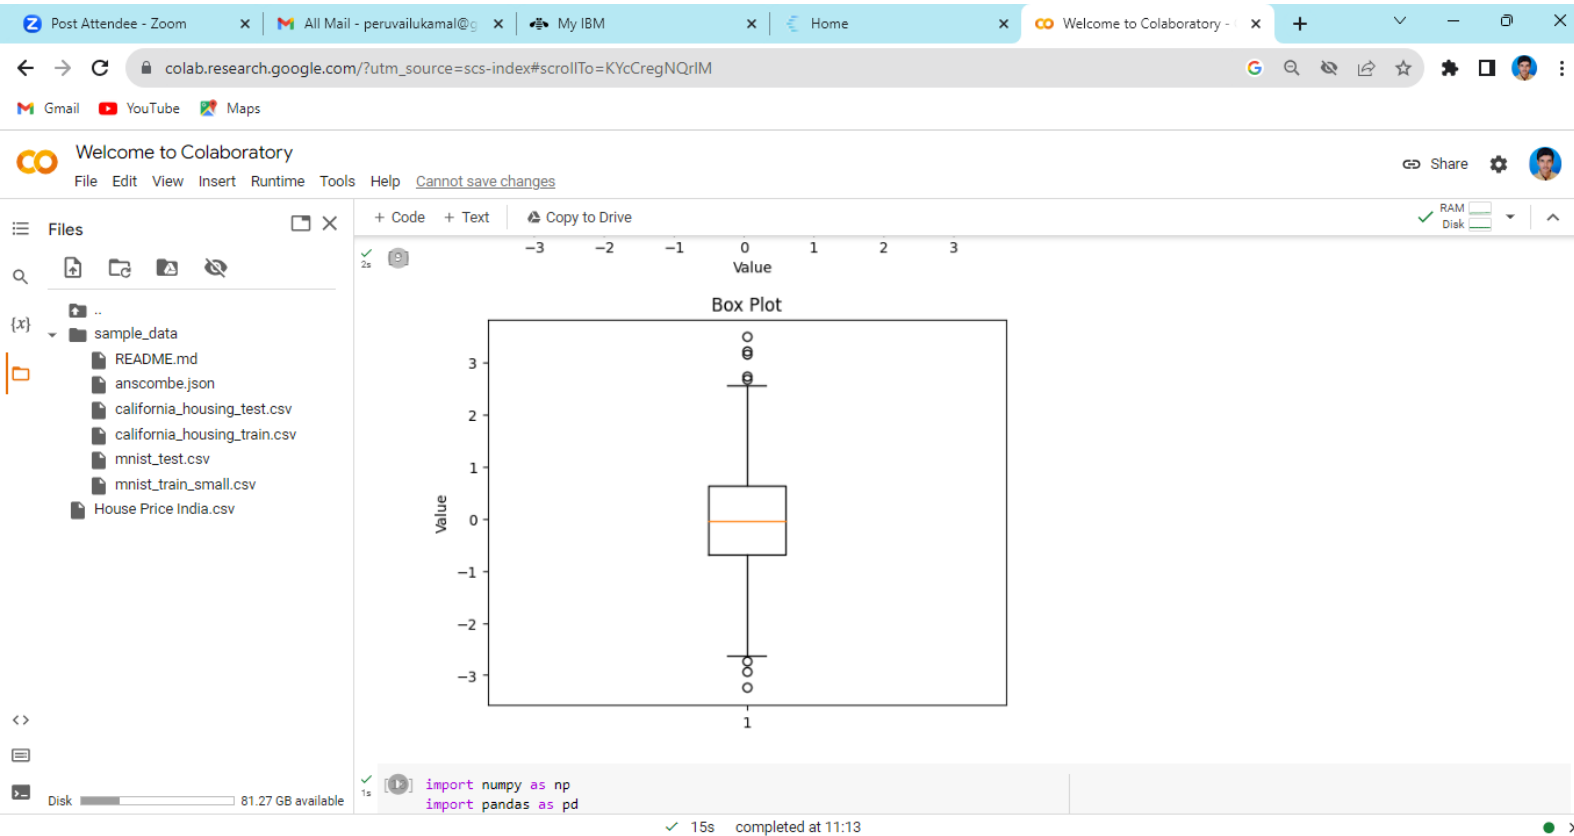 Post Attendee - Zoom
All Mail - peruvailukamal@g
My IBM
Home
Welcome to Colaboratory -
colab.research.google.com/?utm_source=scs-index#scrollTo=KYcCregNQrIM
Gmail
YouTube
Maps
Welcome to Colaboratory
File Edit View Insert Runtime Tools Help Cannot save changes
Share
Files
+ Code + Text
Copy to Drive
RAM
Disk
..
sample_data
README.md
anscombe.json
california_housing_test.csv
california_housing_train.csv
mnist_test.csv
mnist_train_small.csv
House Price India.csv
Disk
81.27 GB available
{x}
2s
−3 −2 −1 0 1 2 3
Value
Box Plot
3
2
1
0
−1
−2
−3
Value
1
1s
import numpy as np
import pandas as pd
15s completed at 11:13